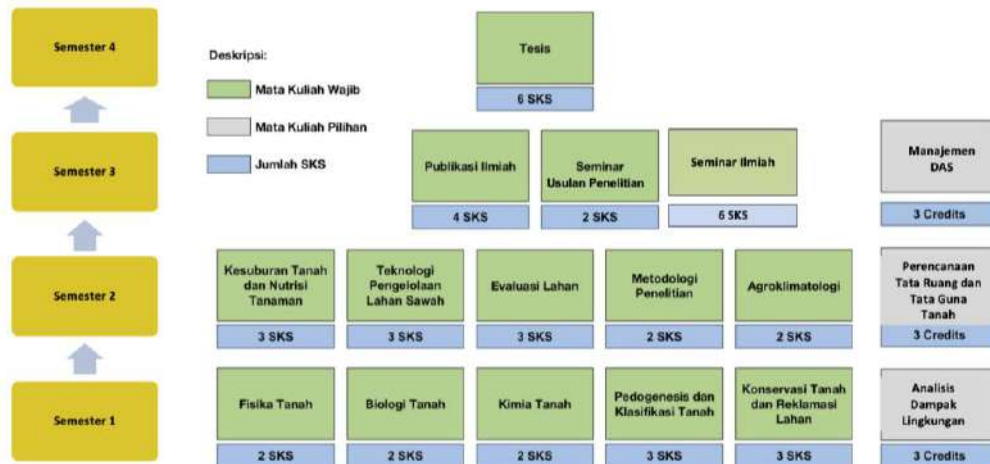 Semester 4
Deskripsi:
Mata Kuliah Wajib
Mata Kuliah Pilihan
Jumlah SKS
Tesis
6 SKS
Semester 3
Publikasi Ilmiah
4 SKS
Seminar
Usulan Penelitian
2 SKS
Seminar Ilmiah
6 SKS
Manajemen
DAS
3 Credits
Semester 2
Kesuburan Tanah
dan Nutrisi
Tanaman
3 SKS
Teknologi
Pengelolaan
Lahan Sawah
3 SKS
Evaluasi Lahan
3 SKS
Metodologi
Penelitian
2 SKS
Agroklimatologi
2 SKS
Perencanaan
Tata Ruang dan
Tata Guna
Tanah
3 Credits
Semester 1
Fisika Tanah
2 SKS
Biologi Tanah
2 SKS
Kimia Tanah
2 SKS
Pedogenesis dan
Klasifikasi Tanah
3 SKS
Konservasi Tanah
dan Reklamasi
Lahan
3 SKS
Analisis
Dampak
Lingkungan
3 Credits